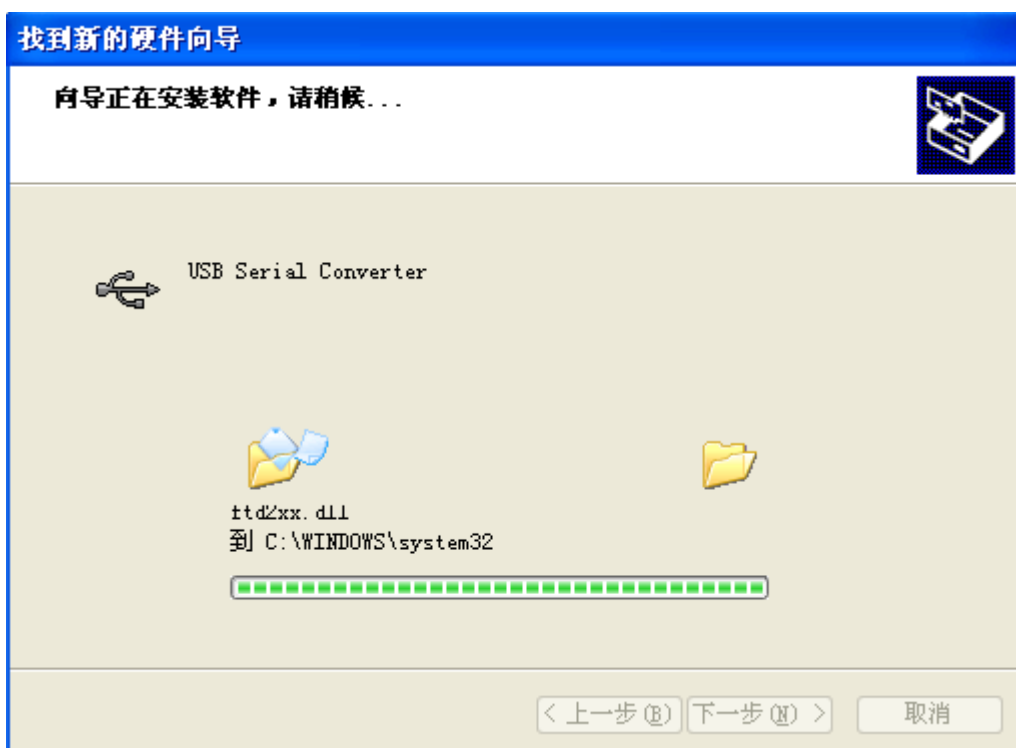 找到新的硬件向导
向导正在安装软件，请稍候...
USB Serial Converter
ftd2xx.dll
到 C:\WINDOWS\system32
< 上一步(B)
下一步(N) >
取消